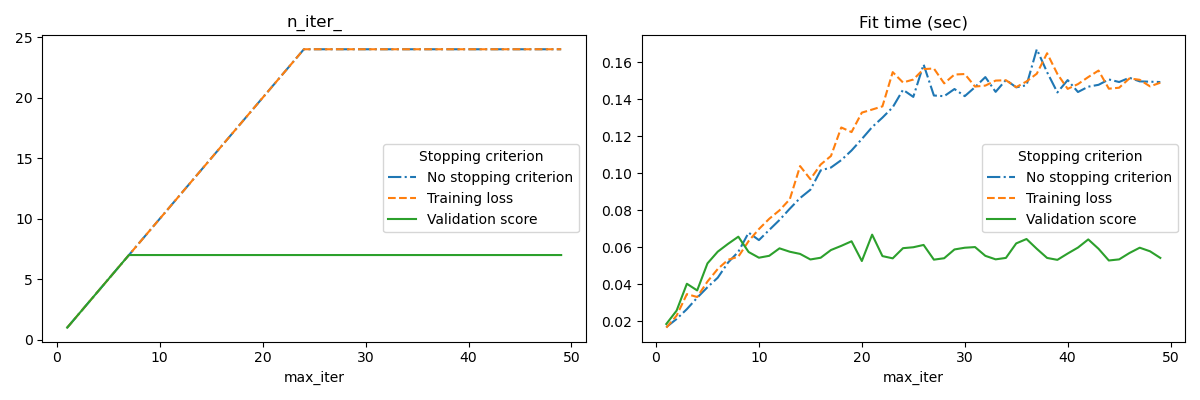 n_iter_
25
20
15
10
5
0
0 10 20 30 40 50
max_iter
Stopping criterion
No stopping criterion
Training loss
Validation score
Fit time (sec)
0.16
0.14
0.12
0.10
0.08
0.06
0.04
0.02
0 10 20 30 40 50
max_iter
Stopping criterion
No stopping criterion
Training loss
Validation score